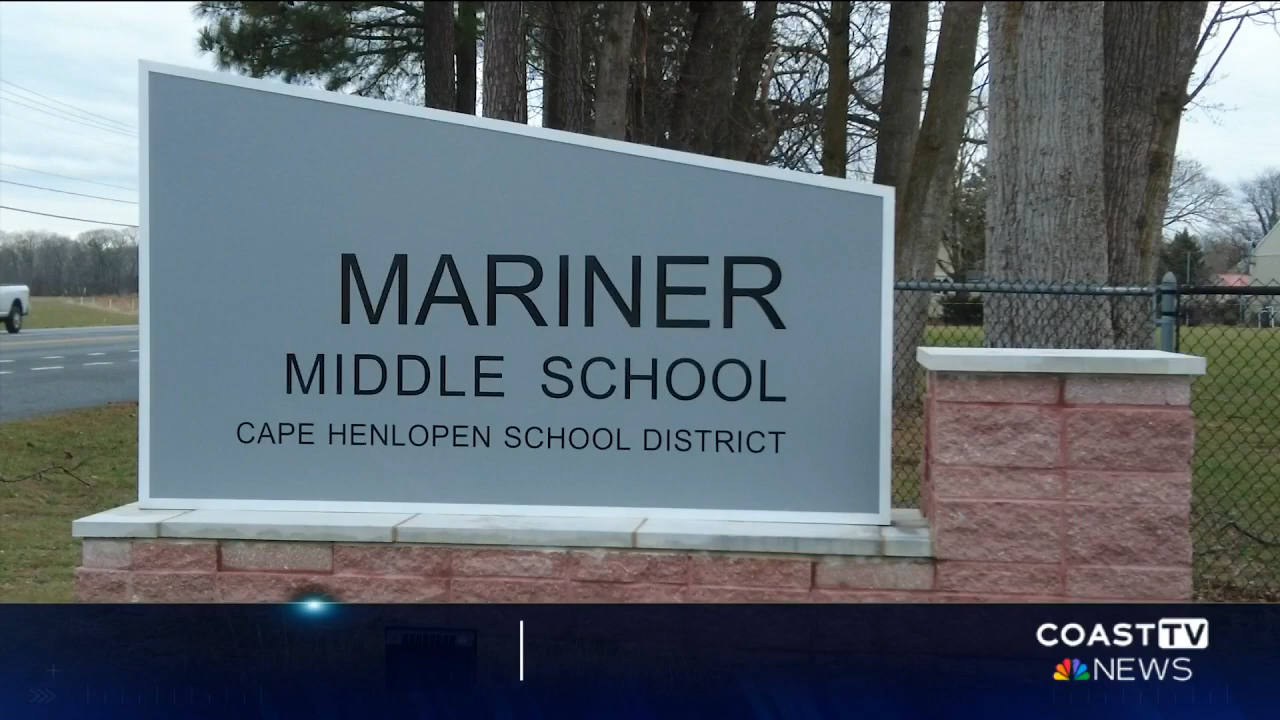 MARINER
MIDDLE SCHOOL
CAPE HENLOPEN SCHOOL DISTRICT
COAST TV
NEWS